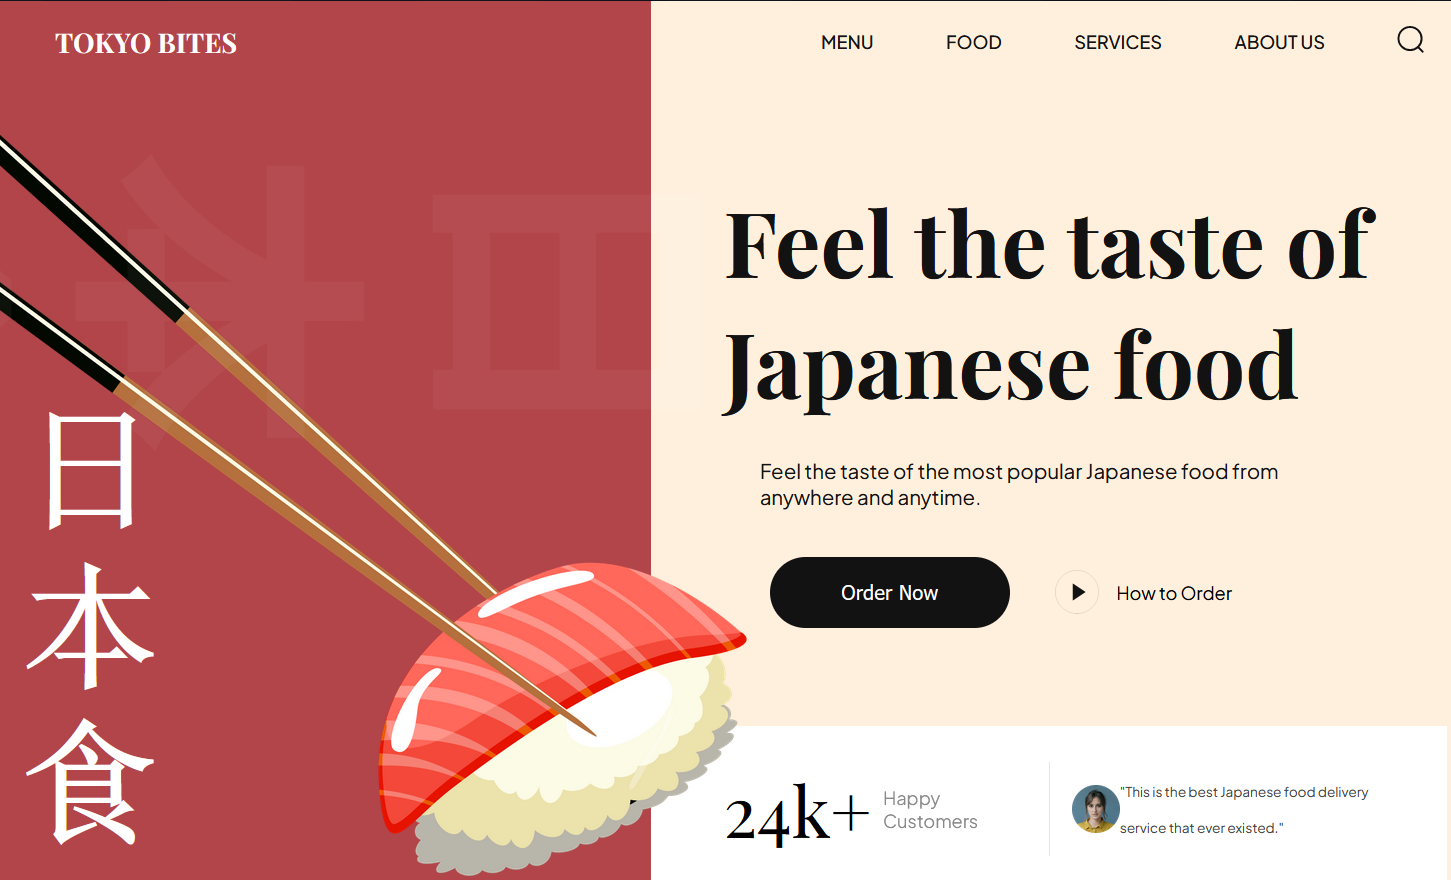 TOKYO BITES
MENU
FOOD
SERVICES
ABOUT US
日
本
食
Feel the taste of
Japanese food
Feel the taste of the most popular Japanese food from
anywhere and anytime.
Order Now
How to Order
24k+
Happy
Customers
"This is the best Japanese food delivery
service that ever existed."